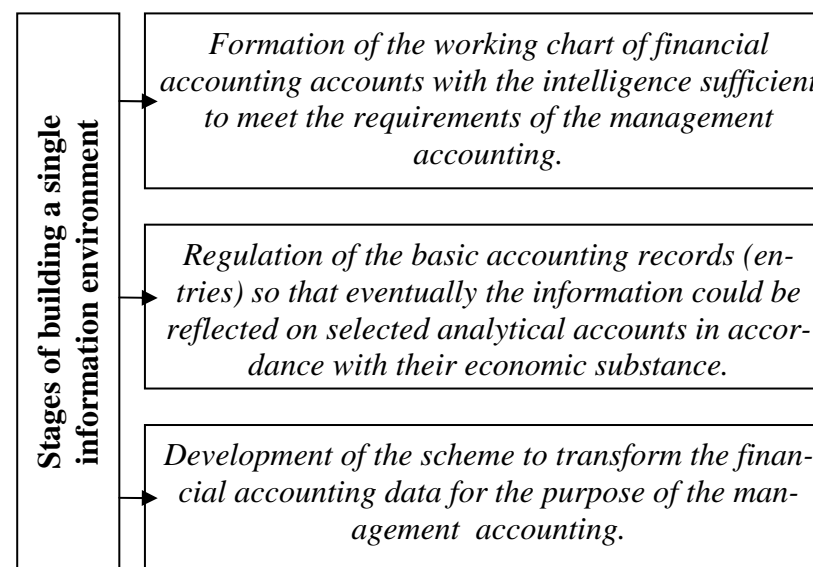 Stages of building a single
information environment
Formation of the working chart of financial
accounting accounts with the intelligence sufficient
to meet the requirements of the management
accounting.
Regulation of the basic accounting records (en-
tries) so that eventually the information could be
reflected on selected analytical accounts in accor-
dance with their economic substance.
Development of the scheme to transform the finan-
cial accounting data for the purpose of the man-
agement accounting.